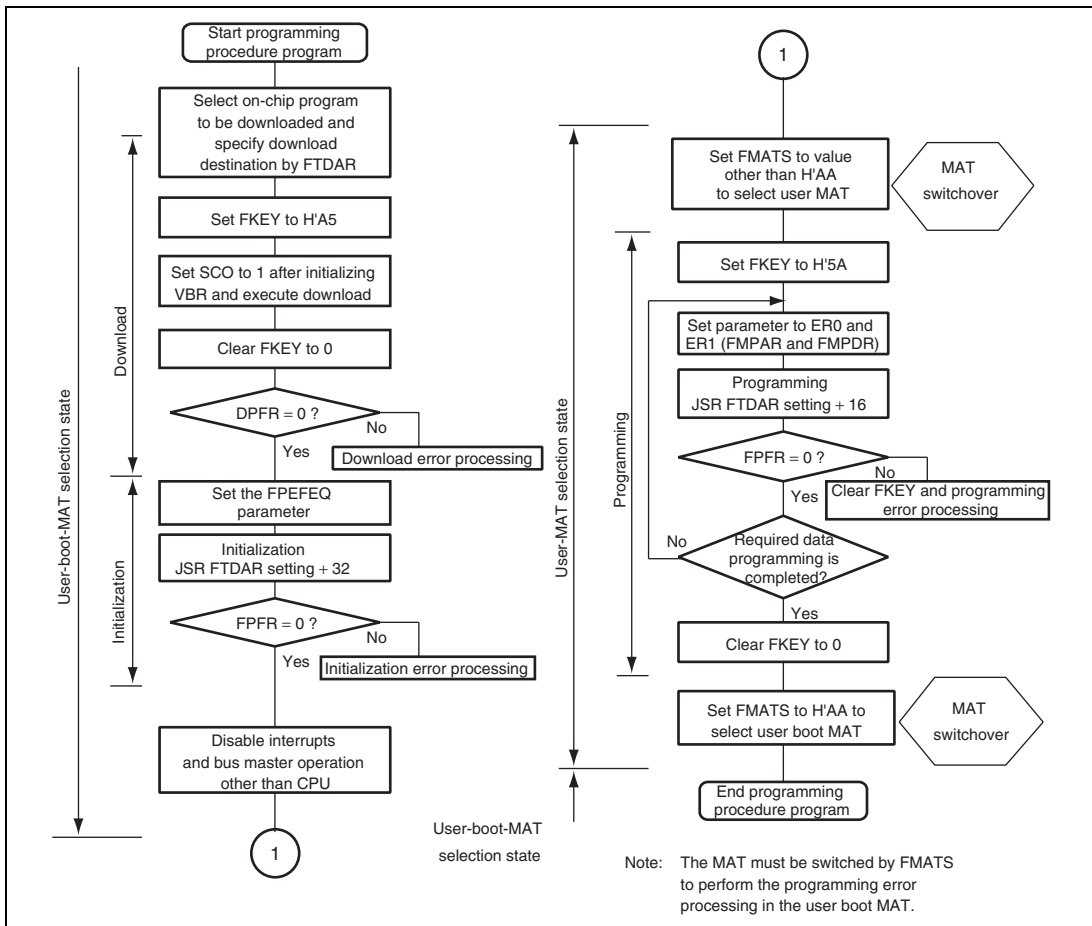 Start programming
procedure program
Select on-chip program
to be downloaded and
specify download
destination by FTDAR
Set FKEY to H'A5
Set SCO to 1 after initializing
VBR and execute download
Clear FKEY to 0
DPFR = 0 ?
No
Yes
Download error processing
Set the FPEFEQ
parameter
Initialization
JSR FTDAR setting + 32
FPFR = 0 ?
No
Yes
Initialization error processing
Disable interrupts
and bus master operation
other than CPU
1
Download
Initialization
User-boot-MAT selection state
1
Set FMATS to value
other than H'AA
to select user MAT
MAT
switchover
Set FKEY to H'5A
Set parameter to ER0 and
ER1 (FMPAR and FMPDR)
Programming
JSR FTDAR setting + 16
FPFR = 0 ?
No
Yes
Clear FKEY and programming
error processing
Required data
programming is
completed?
No
Yes
Clear FKEY to 0
Set FMATS to H'AA to
select user boot MAT
MAT
switchover
End programming
procedure program
Programming
User-MAT selection state
User-boot-MAT
selection state
Note: The MAT must be switched by FMATS
to perform the programming error
processing in the user boot MAT.